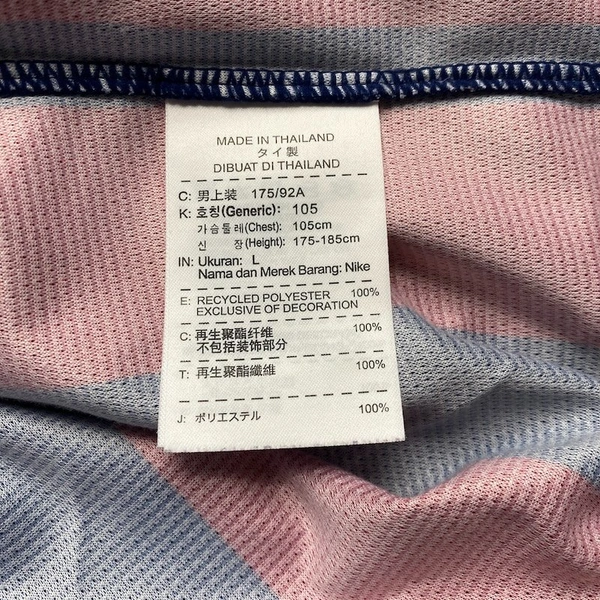 MADE IN THAILAND
タイ製
DIBUAT DI THAILAND
C: 男上装 175/92A
K: 호칭(Generic): 105
가슴둘레(Chest): 105cm
신 장(Height): 175-185cm
IN: Ukuran: L
Nama dan Merek Barang: Nike
E: RECYCLED POLYESTER 100%
EXCLUSIVE OF DECORATION
C: 再生聚酯纤维 100%
不包括装饰部分
T: 再生聚酯纖維 100%
J: ポリエステル 100%